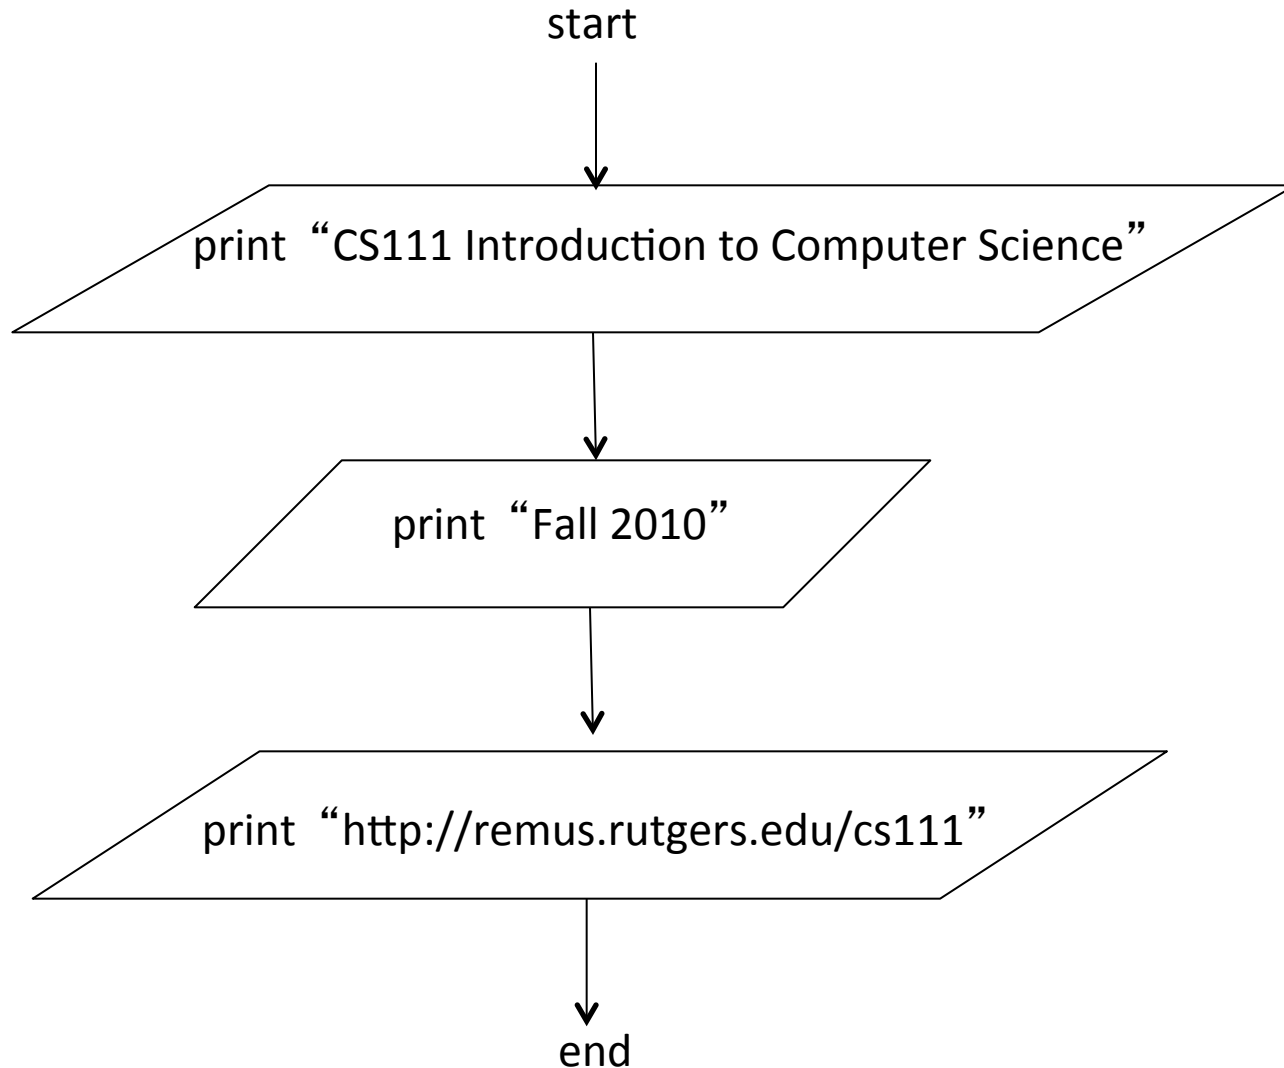 start
print “CS111 Introduction to Computer Science”
print “Fall 2010”
print “http://remus.rutgers.edu/cs111”
end